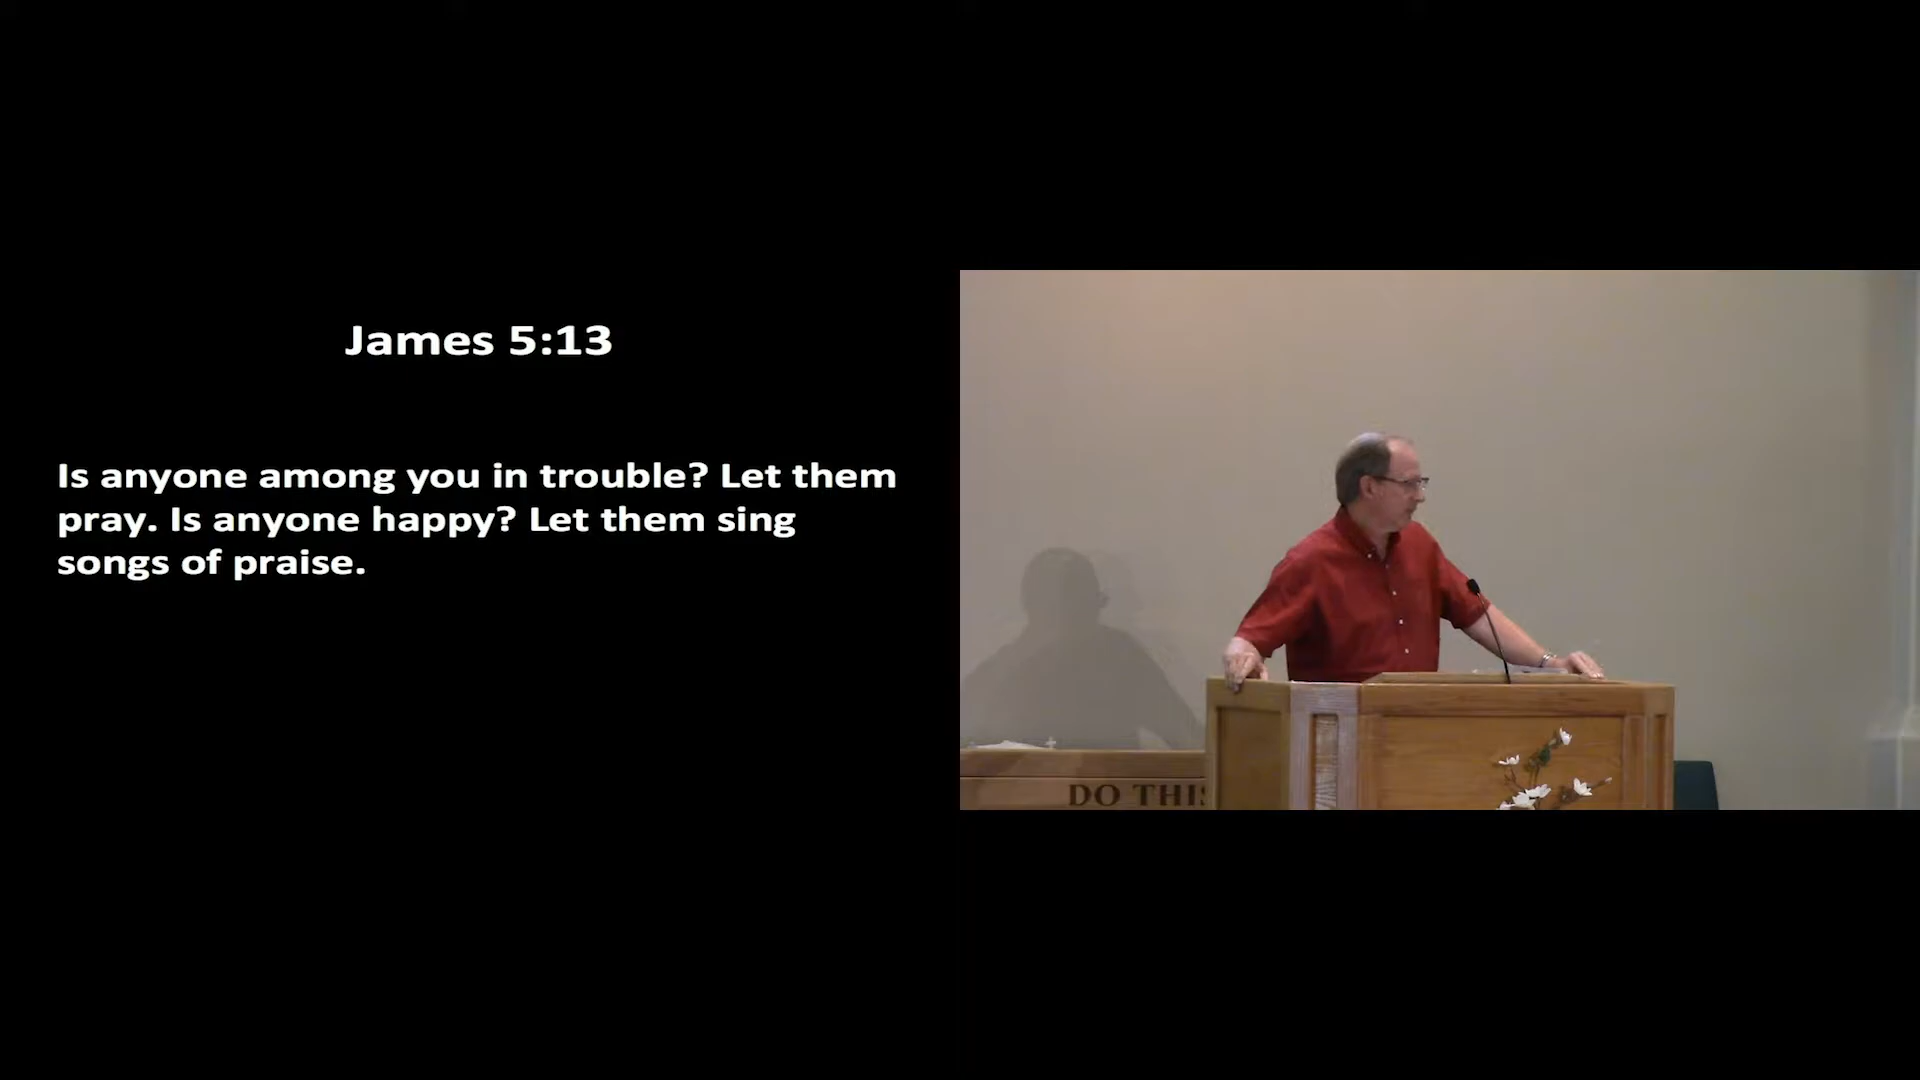 James 5:13
Is anyone among you in trouble? Let them
pray. Is anyone happy? Let them sing
songs of praise.
DO THIS